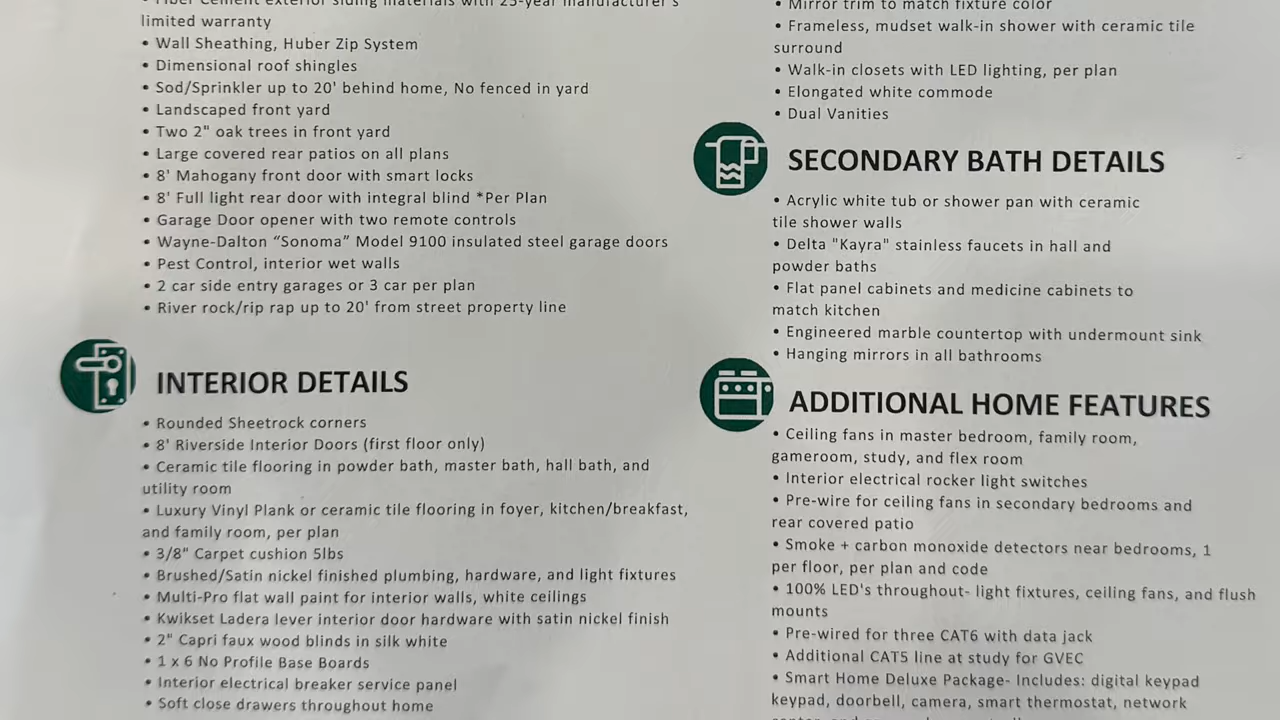 • Fiber Cement exterior siding materials with 25-year manufacturer's
limited warranty
• Wall Sheathing, Huber Zip System
• Dimensional roof shingles
• Sod/Sprinkler up to 20' behind home, No fenced in yard
• Landscaped front yard
• Two 2" oak trees in front yard
• Large covered rear patios on all plans
• 8' Mahogany front door with smart locks
• 8' Full light rear door with integral blind *Per Plan
• Garage Door opener with two remote controls
• Wayne-Dalton “Sonoma” Model 9100 insulated steel garage doors
• Pest Control, interior wet walls
• 2 car side entry garages or 3 car per plan
• River rock/rip rap up to 20' from street property line
INTERIOR DETAILS
• Rounded Sheetrock corners
• 8' Riverside Interior Doors (first floor only)
• Ceramic tile flooring in powder bath, master bath, hall bath, and
utility room
• Luxury Vinyl Plank or ceramic tile flooring in foyer, kitchen/breakfast,
and family room, per plan
• 3/8" Carpet cushion 5lbs
• Brushed/Satin nickel finished plumbing, hardware, and light fixtures
• Multi-Pro flat wall paint for interior walls, white ceilings
• Kwikset Ladera lever interior door hardware with satin nickel finish
• 2" Capri faux wood blinds in silk white
• 1 x 6 No Profile Base Boards
• Interior electrical breaker service panel
• Soft close drawers throughout home
• Mirror trim to match fixture color
• Frameless, mudset walk-in shower with ceramic tile
surround
• Walk-in closets with LED lighting, per plan
• Elongated white commode
• Dual Vanities
SECONDARY BATH DETAILS
• Acrylic white tub or shower pan with ceramic
tile shower walls
• Delta "Kayra" stainless faucets in hall and
powder baths
• Flat panel cabinets and medicine cabinets to
match kitchen
• Engineered marble countertop with undermount sink
• Hanging mirrors in all bathrooms
ADDITIONAL HOME FEATURES
• Ceiling fans in master bedroom, family room,
gameroom, study, and flex room
• Interior electrical rocker light switches
• Pre-wire for ceiling fans in secondary bedrooms and
rear covered patio
• Smoke + carbon monoxide detectors near bedrooms, 1
per floor, per plan and code
• 100% LED's throughout- light fixtures, ceiling fans, and flush
mounts
• Pre-wired for three CAT6 with data jack
• Additional CAT5 line at study for GVEC
• Smart Home Deluxe Package- Includes: digital keypad
keypad, doorbell, camera, smart thermostat, network